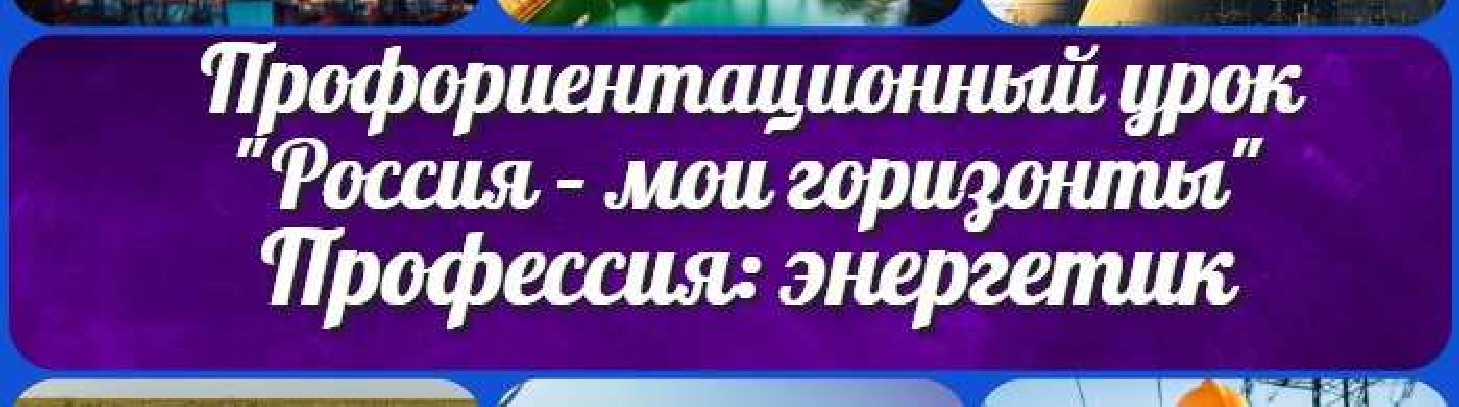 Профориентационный урок
"Россия - мои горизонты"
Профессия: энергетик